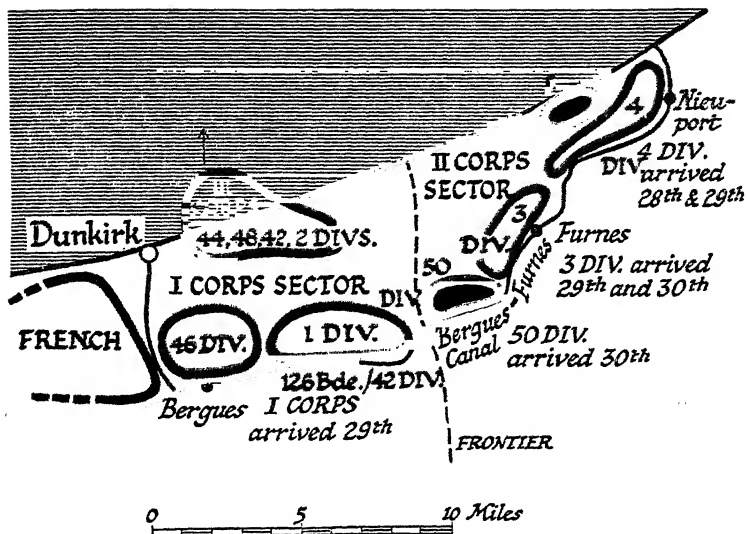 4
Nieu-
port
DIV.
4 DIV.
arrived
28th & 29th
II CORPS
SECTOR
3
DIV.
Furnes
3 DIV. arrived
29th and 30th
Dunkirk
44, 48, 42, 2 DIVS.
I CORPS SECTOR
50
DIV
Bergues - Furnes
Canal
50 DIV.
arrived 30th
FRENCH
46 DIV.
1 DIV.
126 Bde./42 DIV.
Bergues
I CORPS
arrived 29th
FRONTIER
0 5 10 Miles